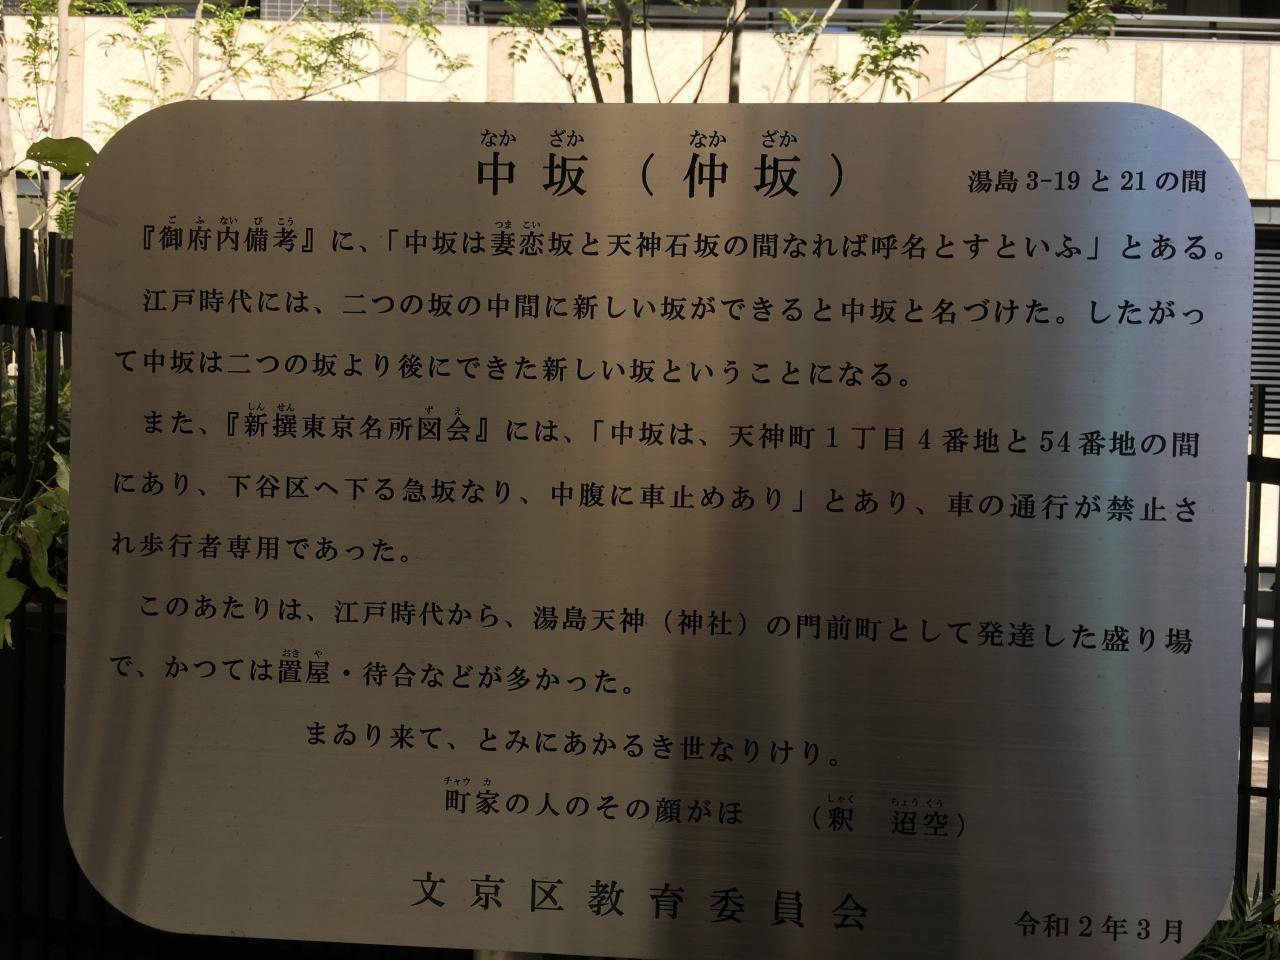 なか ざか なか ざか
中坂（仲坂） 湯島3-19と21の間
ごふないびこう つまこい
『御府内備考』に、「中坂は妻恋坂と天神石坂の間なれば呼名とすといふ」とある。
江戸時代には、二つの坂の中間に新しい坂ができると中坂と名づけた。したがっ
て中坂は二つの坂より後にできた新しい坂ということになる。
しんせん ずえ
また、『新撰東京名所図会』には、「中坂は、天神町1丁目4番地と54番地の間
にあり、下谷区へ下る急坂なり、中腹に車止めあり」とあり、車の通行が禁止さ
れ歩行者専用であった。
このあたりは、江戸時代から、湯島天神（神社）の門前町として発達した盛り場
おきや
で、かつては置屋・待合などが多かった。
まゐり来て、とみにあかるき世なりけり。
チャウカ しゃく ちょうくう
町家の人のその顔がほ （釈 迢空）
文京区教育委員会 令和2年3月